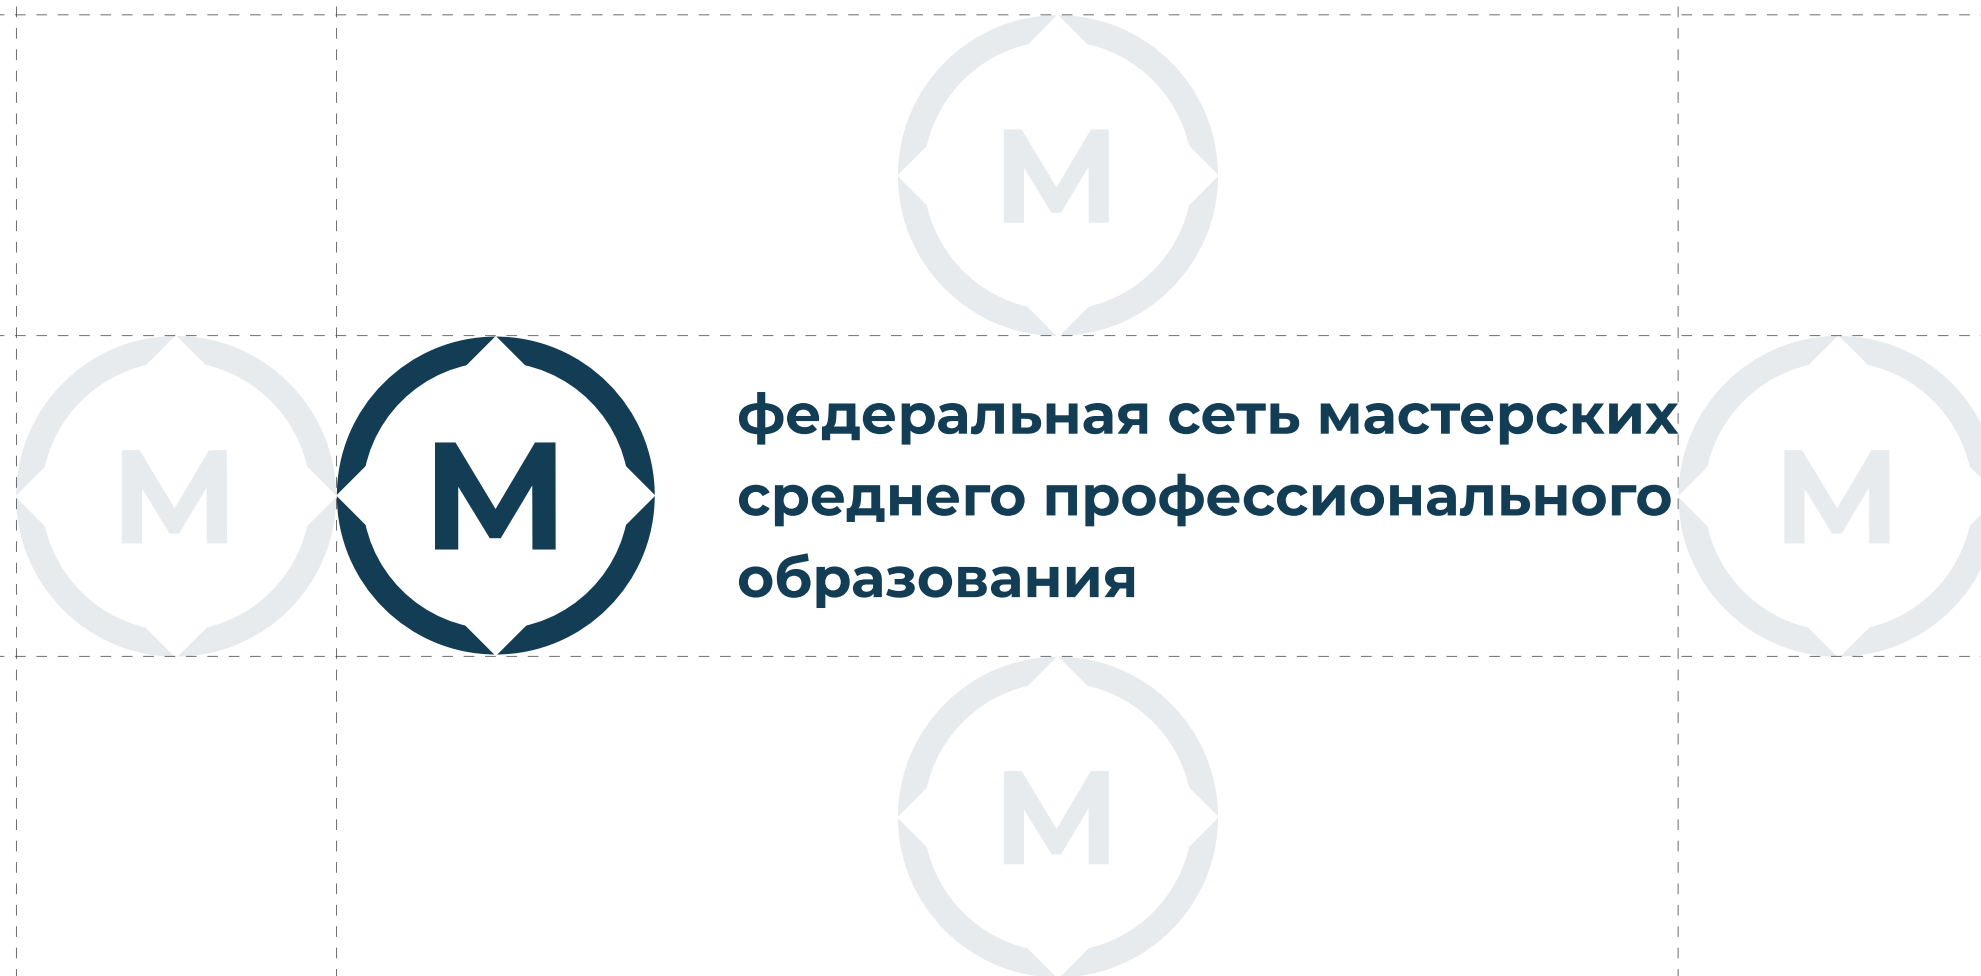 М
М
М
федеральная сеть мастерских
среднего профессионального
образования
М
М